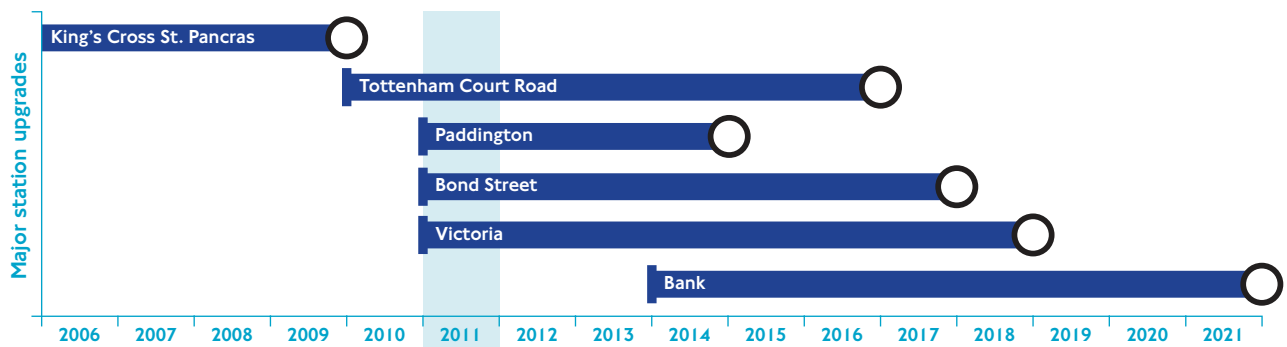 Major station upgrades
King's Cross St. Pancras
Tottenham Court Road
Paddington
Bond Street
Victoria
Bank
2006 2007 2008 2009 2010 2011 2012 2013 2014 2015 2016 2017 2018 2019 2020 2021